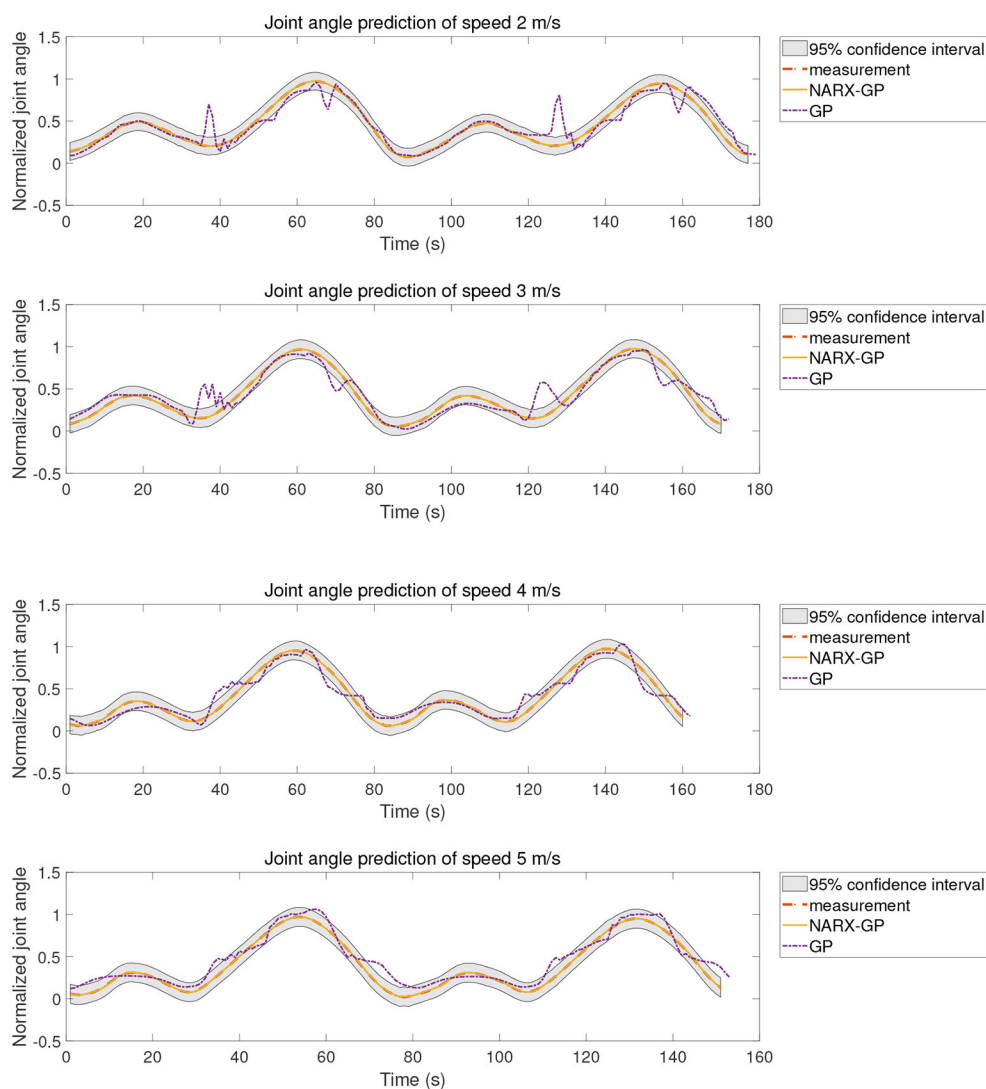 Joint angle prediction of speed 2 m/s
Normalized joint angle
1.5
1
0.5
0
-0.5
0 20 40 60 80 100 120 140 160 180
Time (s)
95% confidence interval
measurement
NARX-GP
GP
Joint angle prediction of speed 3 m/s
Normalized joint angle
1.5
1
0.5
0
-0.5
0 20 40 60 80 100 120 140 160 180
Time (s)
95% confidence interval
measurement
NARX-GP
GP
Joint angle prediction of speed 4 m/s
Normalized joint angle
1.5
1
0.5
0
-0.5
0 20 40 60 80 100 120 140 160 180
Time (s)
95% confidence interval
measurement
NARX-GP
GP
Joint angle prediction of speed 5 m/s
Normalized joint angle
1.5
1
0.5
0
-0.5
0 20 40 60 80 100 120 140 160
Time (s)
95% confidence interval
measurement
NARX-GP
GP